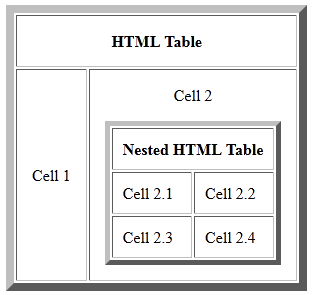 HTML Table
Cell 1
Cell 2
Nested HTML Table
Cell 2.1
Cell 2.2
Cell 2.3
Cell 2.4